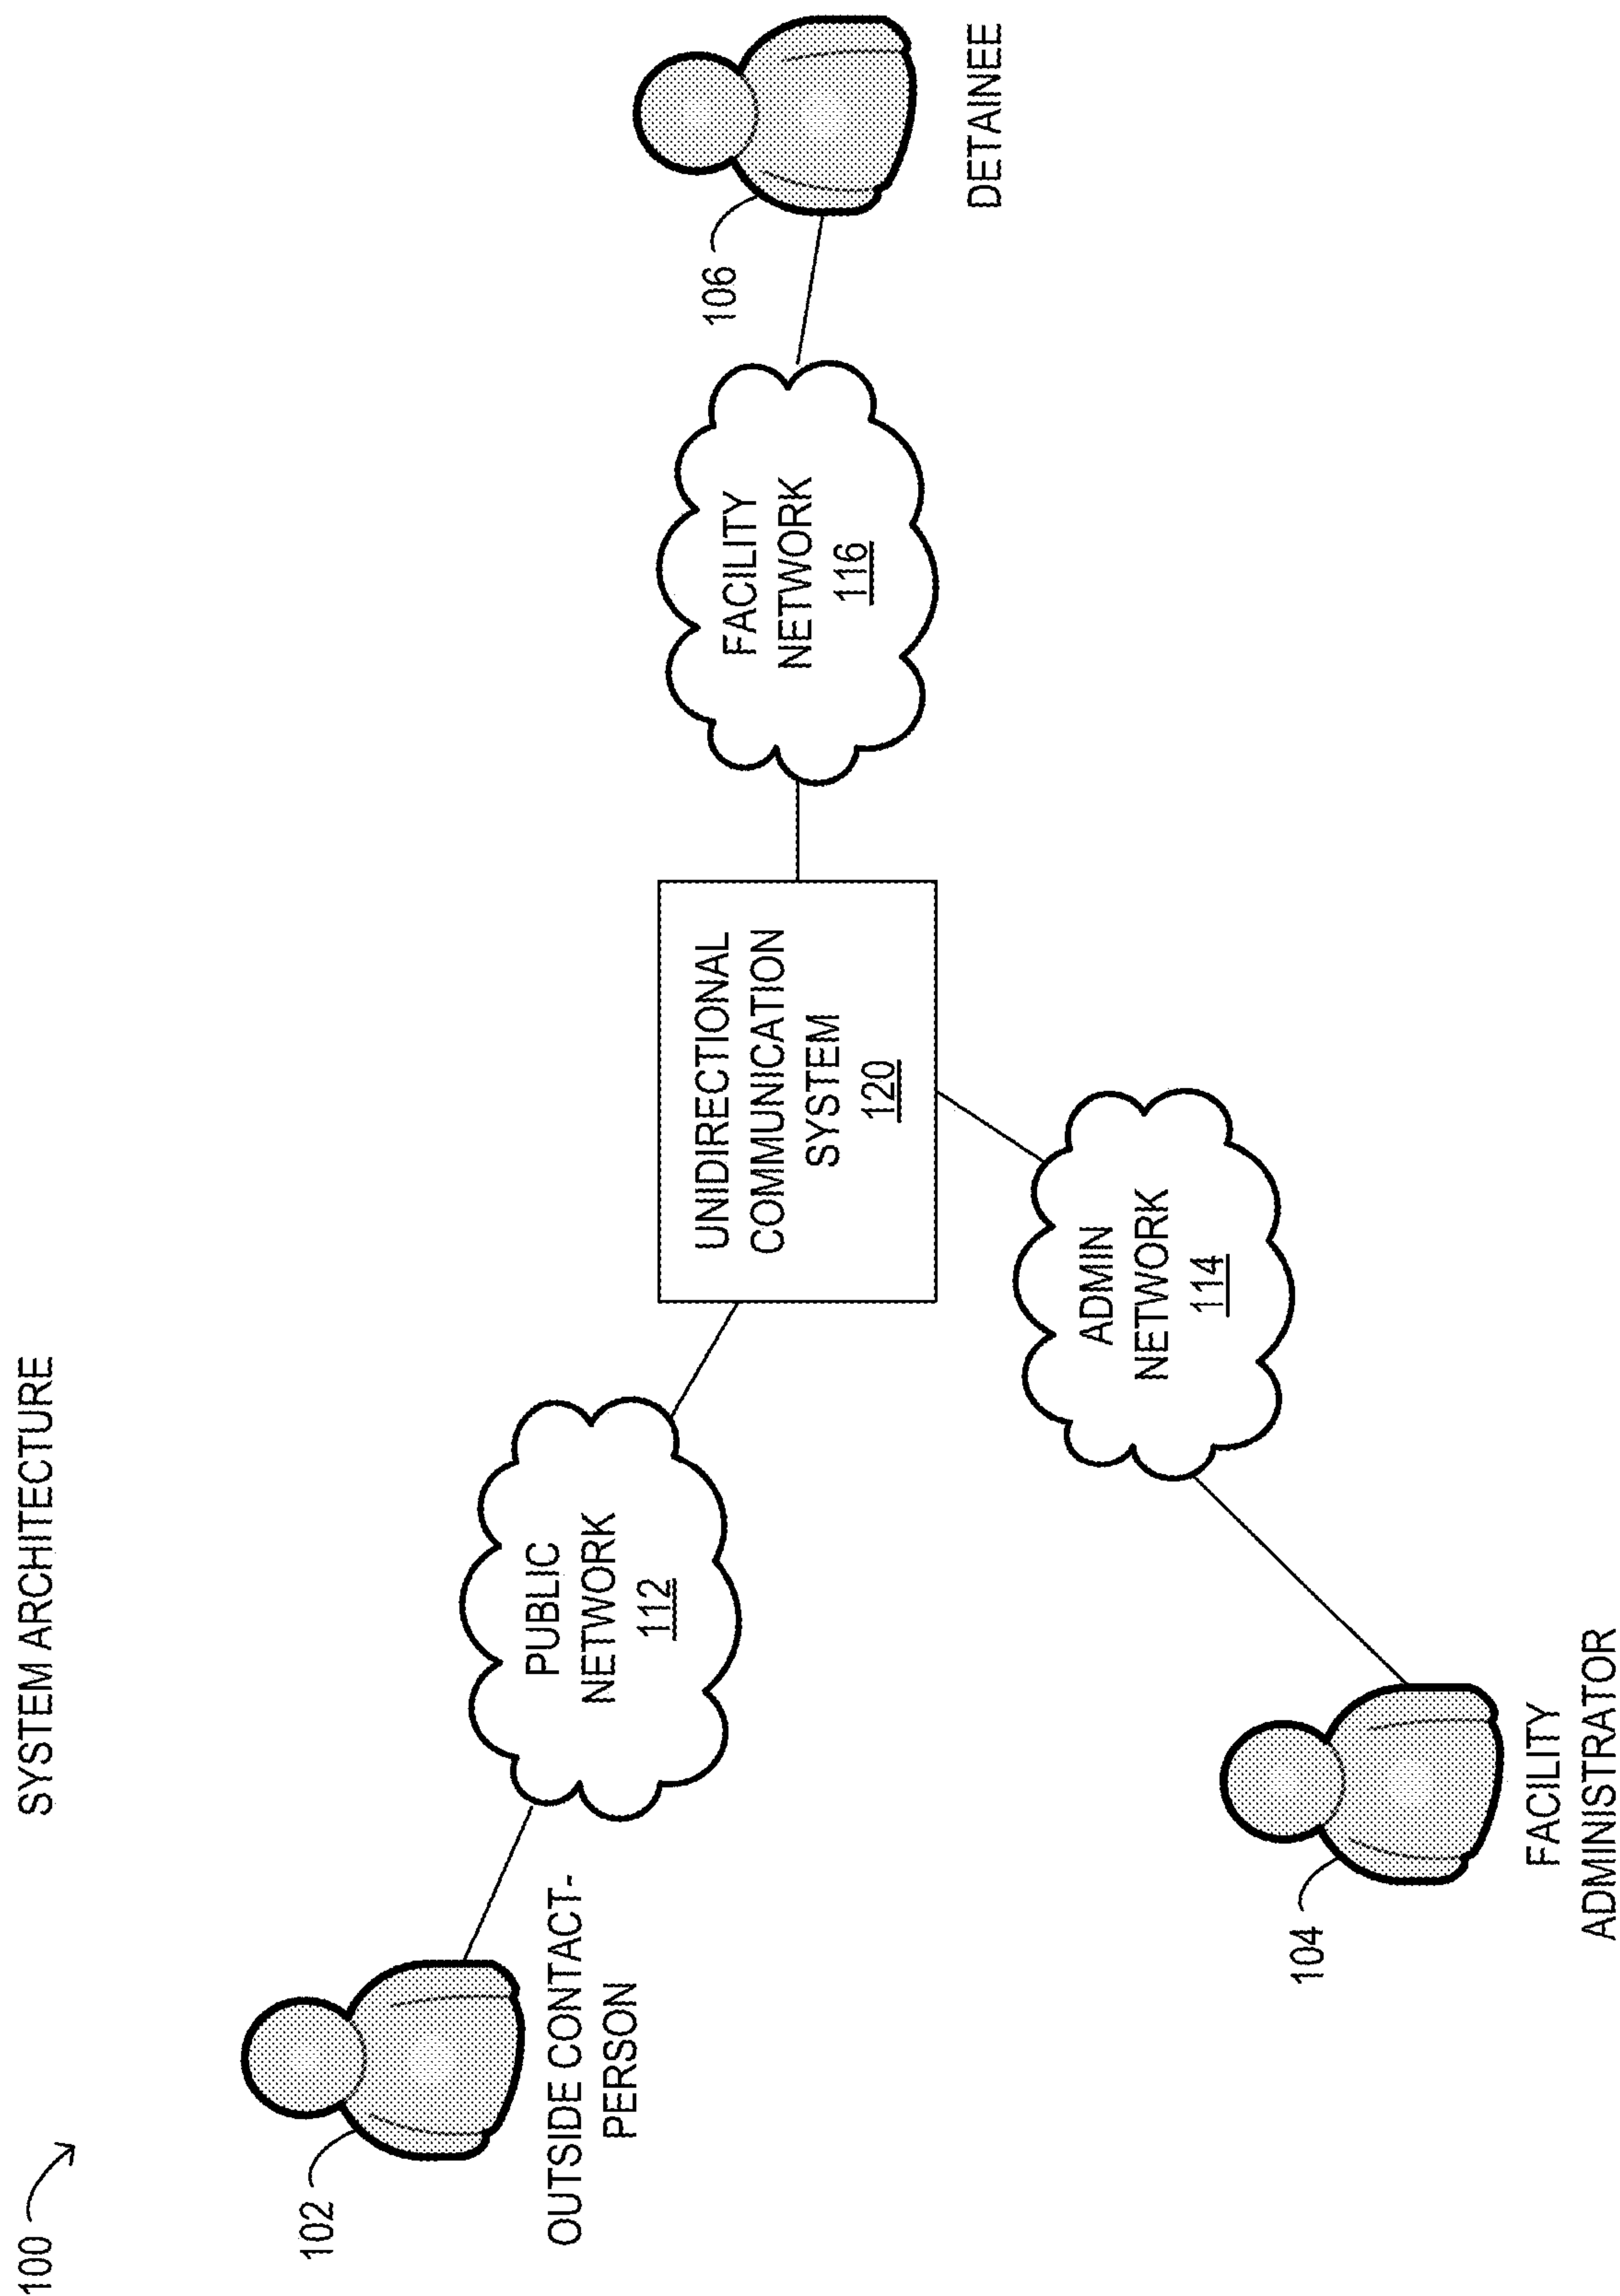 100
SYSTEM ARCHITECTURE
102
OUTSIDE CONTACT-
PERSON
PUBLIC
NETWORK
112
UNIDIRECTIONAL
COMMUNICATION
SYSTEM
120
FACILITY
NETWORK
116
106
DETAINEE
ADMIN
NETWORK
114
104
FACILITY
ADMINISTRATOR